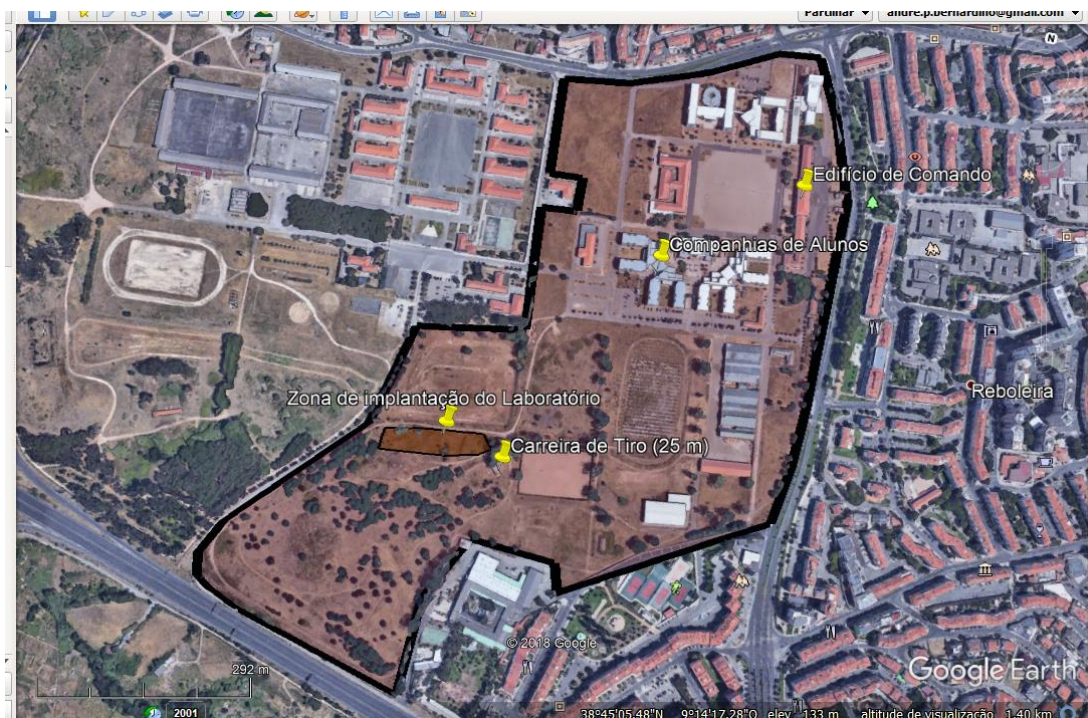 Partilhar
andre.p.bernardino@gmail.com
N
Edifício de Comando
Companhias de Alunos
Zona de implantação do Laboratório
Reboleira
Carreira de Tiro (25 m)
© 2018 Google
Google Earth
292 m
2001
38°45'05.48"N 9°14'17.28"O elev 133 m altitude de visualização 1.40 km